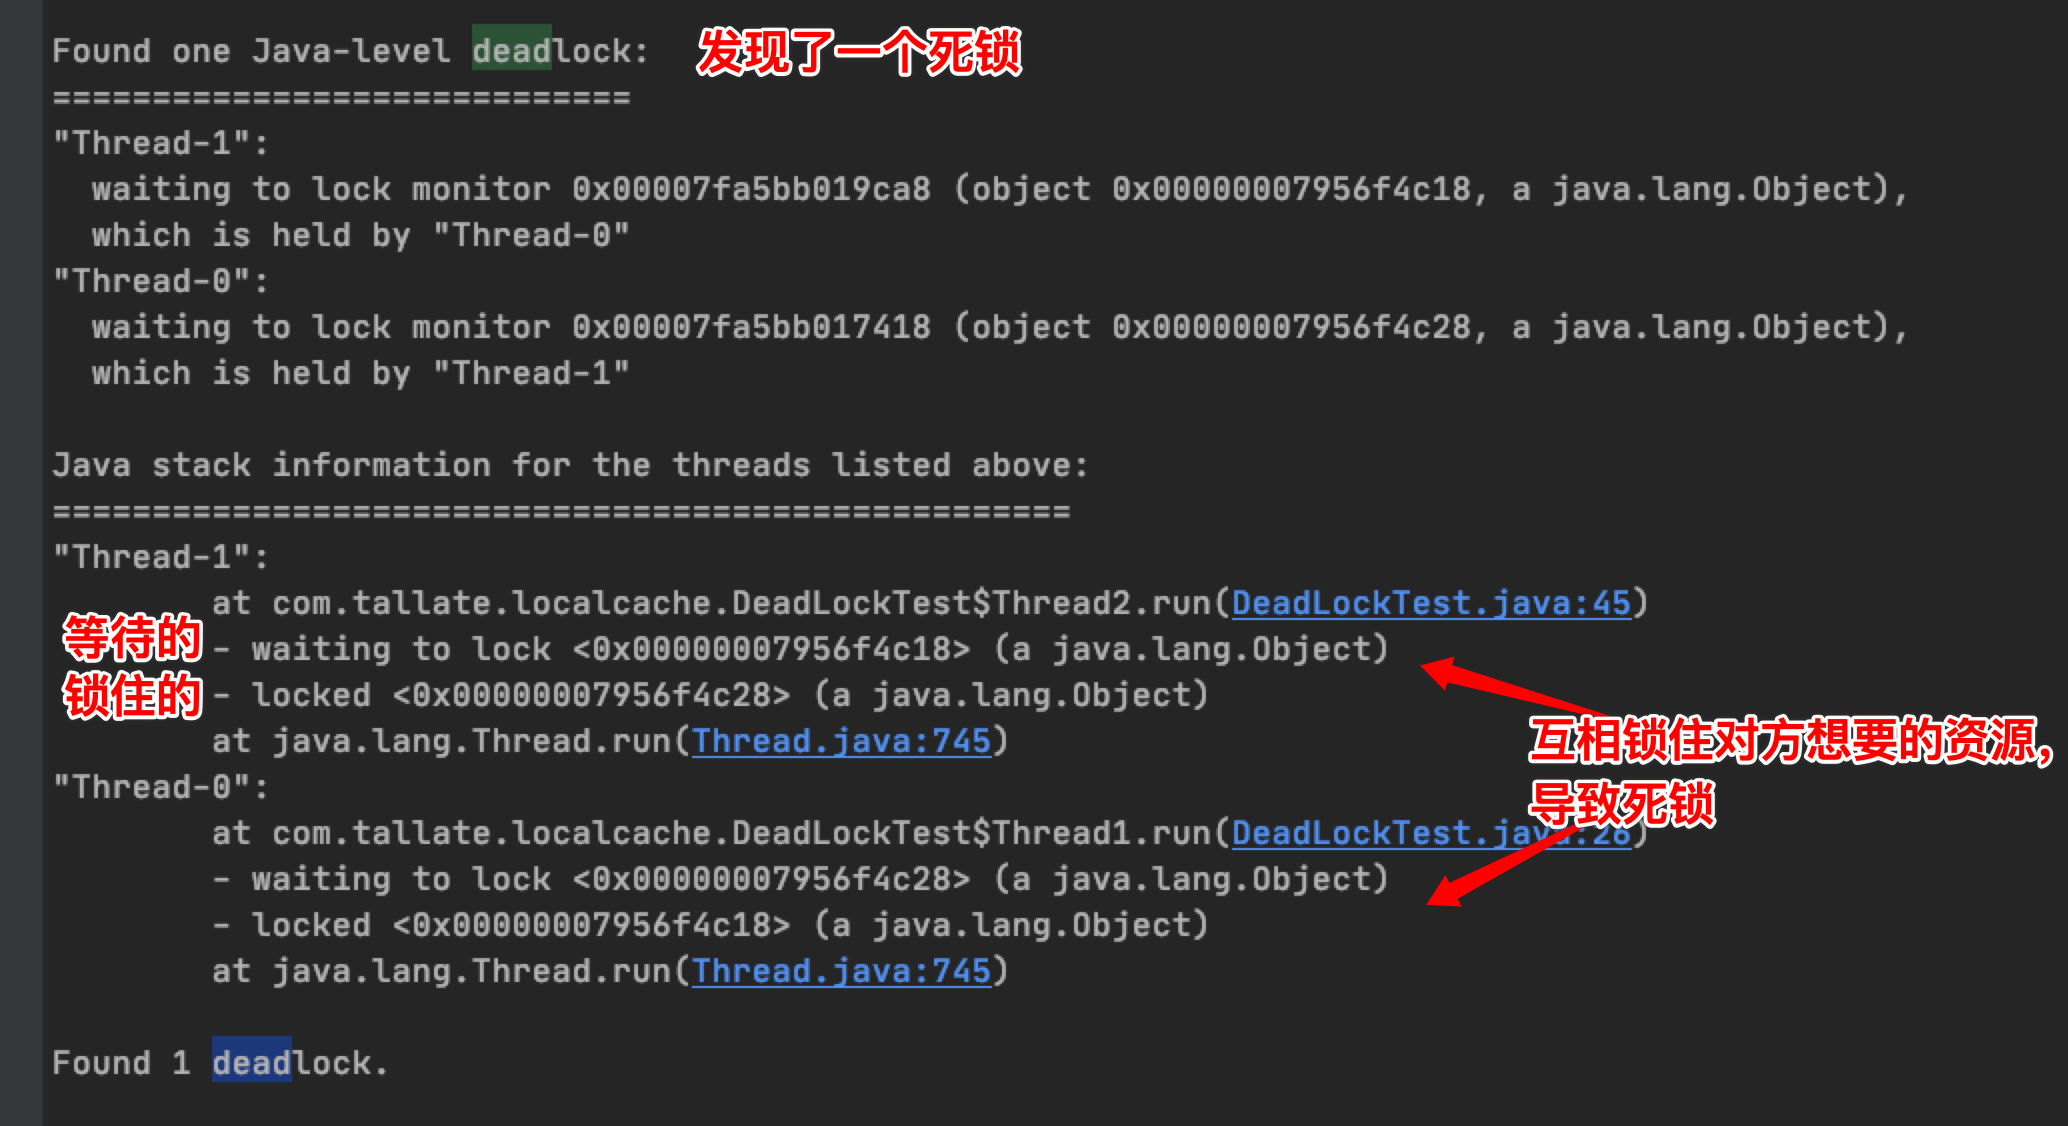 Found one Java-level deadlock: 发现了一个死锁
=============================
"Thread-1":
  waiting to lock monitor 0x00007fa5bb019ca8 (object 0x00000007956f4c18, a java.lang.Object),
  which is held by "Thread-0"
"Thread-0":
  waiting to lock monitor 0x00007fa5bb017418 (object 0x00000007956f4c28, a java.lang.Object),
  which is held by "Thread-1"
Java stack information for the threads listed above:
===================================================
"Thread-1":
        at com.tallate.localcache.DeadLockTest$Thread2.run(DeadLockTest.java:45)
等待的 - waiting to lock <0x00000007956f4c18> (a java.lang.Object)
锁住的 - locked <0x00000007956f4c28> (a java.lang.Object)
        at java.lang.Thread.run(Thread.java:745)
互相锁住对方想要的资源,
导致死锁
"Thread-0":
        at com.tallate.localcache.DeadLockTest$Thread1.run(DeadLockTest.java:26)
        - waiting to lock <0x00000007956f4c28> (a java.lang.Object)
        - locked <0x00000007956f4c18> (a java.lang.Object)
        at java.lang.Thread.run(Thread.java:745)
Found 1 deadlock.